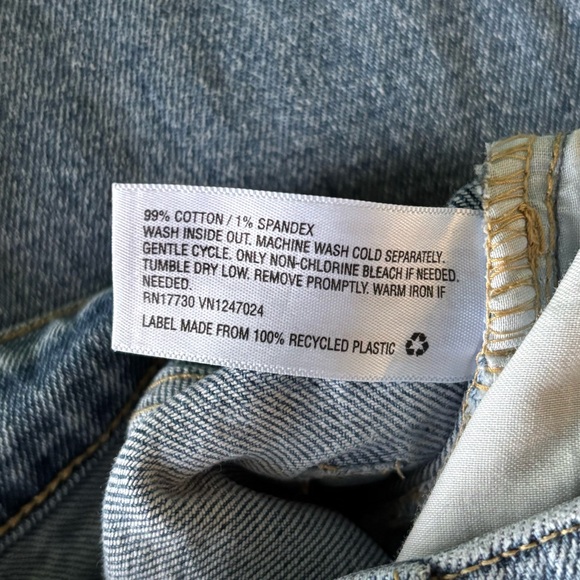 99% COTTON / 1% SPANDEX
WASH INSIDE OUT. MACHINE WASH COLD SEPARATELY.
GENTLE CYCLE. ONLY NON-CHLORINE BLEACH IF NEEDED.
TUMBLE DRY LOW. REMOVE PROMPTLY. WARM IRON IF
NEEDED.
RN17730 VN1247024
LABEL MADE FROM 100% RECYCLED PLASTIC